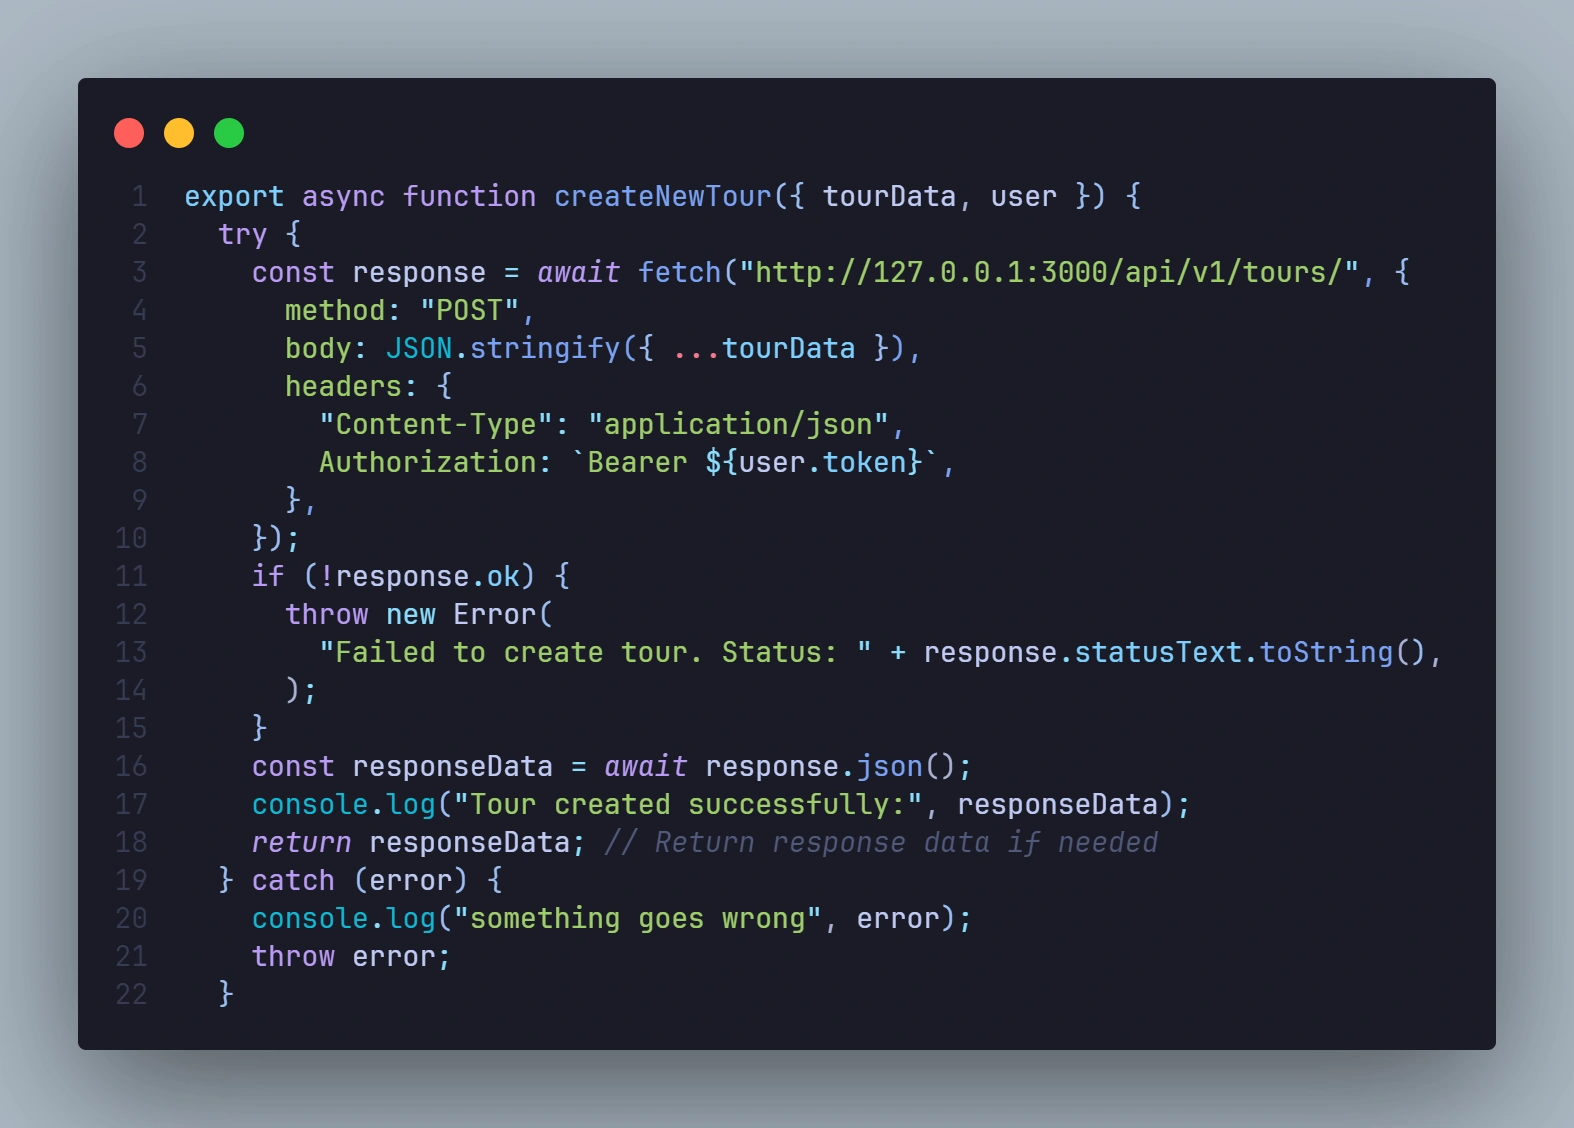 1 export async function createNewTour({ tourData, user }) {
2   try {
3     const response = await fetch("http://127.0.0.1:3000/api/v1/tours/", {
4       method: "POST",
5       body: JSON.stringify({ ...tourData }),
6       headers: {
7         "Content-Type": "application/json",
8         Authorization: `Bearer ${user.token}`,
9       },
10     });
11     if (!response.ok) {
12       throw new Error(
13         "Failed to create tour. Status: " + response.statusText.toString(),
14       );
15     }
16     const responseData = await response.json();
17     console.log("Tour created successfully:", responseData);
18     return responseData; // Return response data if needed
19   } catch (error) {
20     console.log("something goes wrong", error);
21     throw error;
22   }